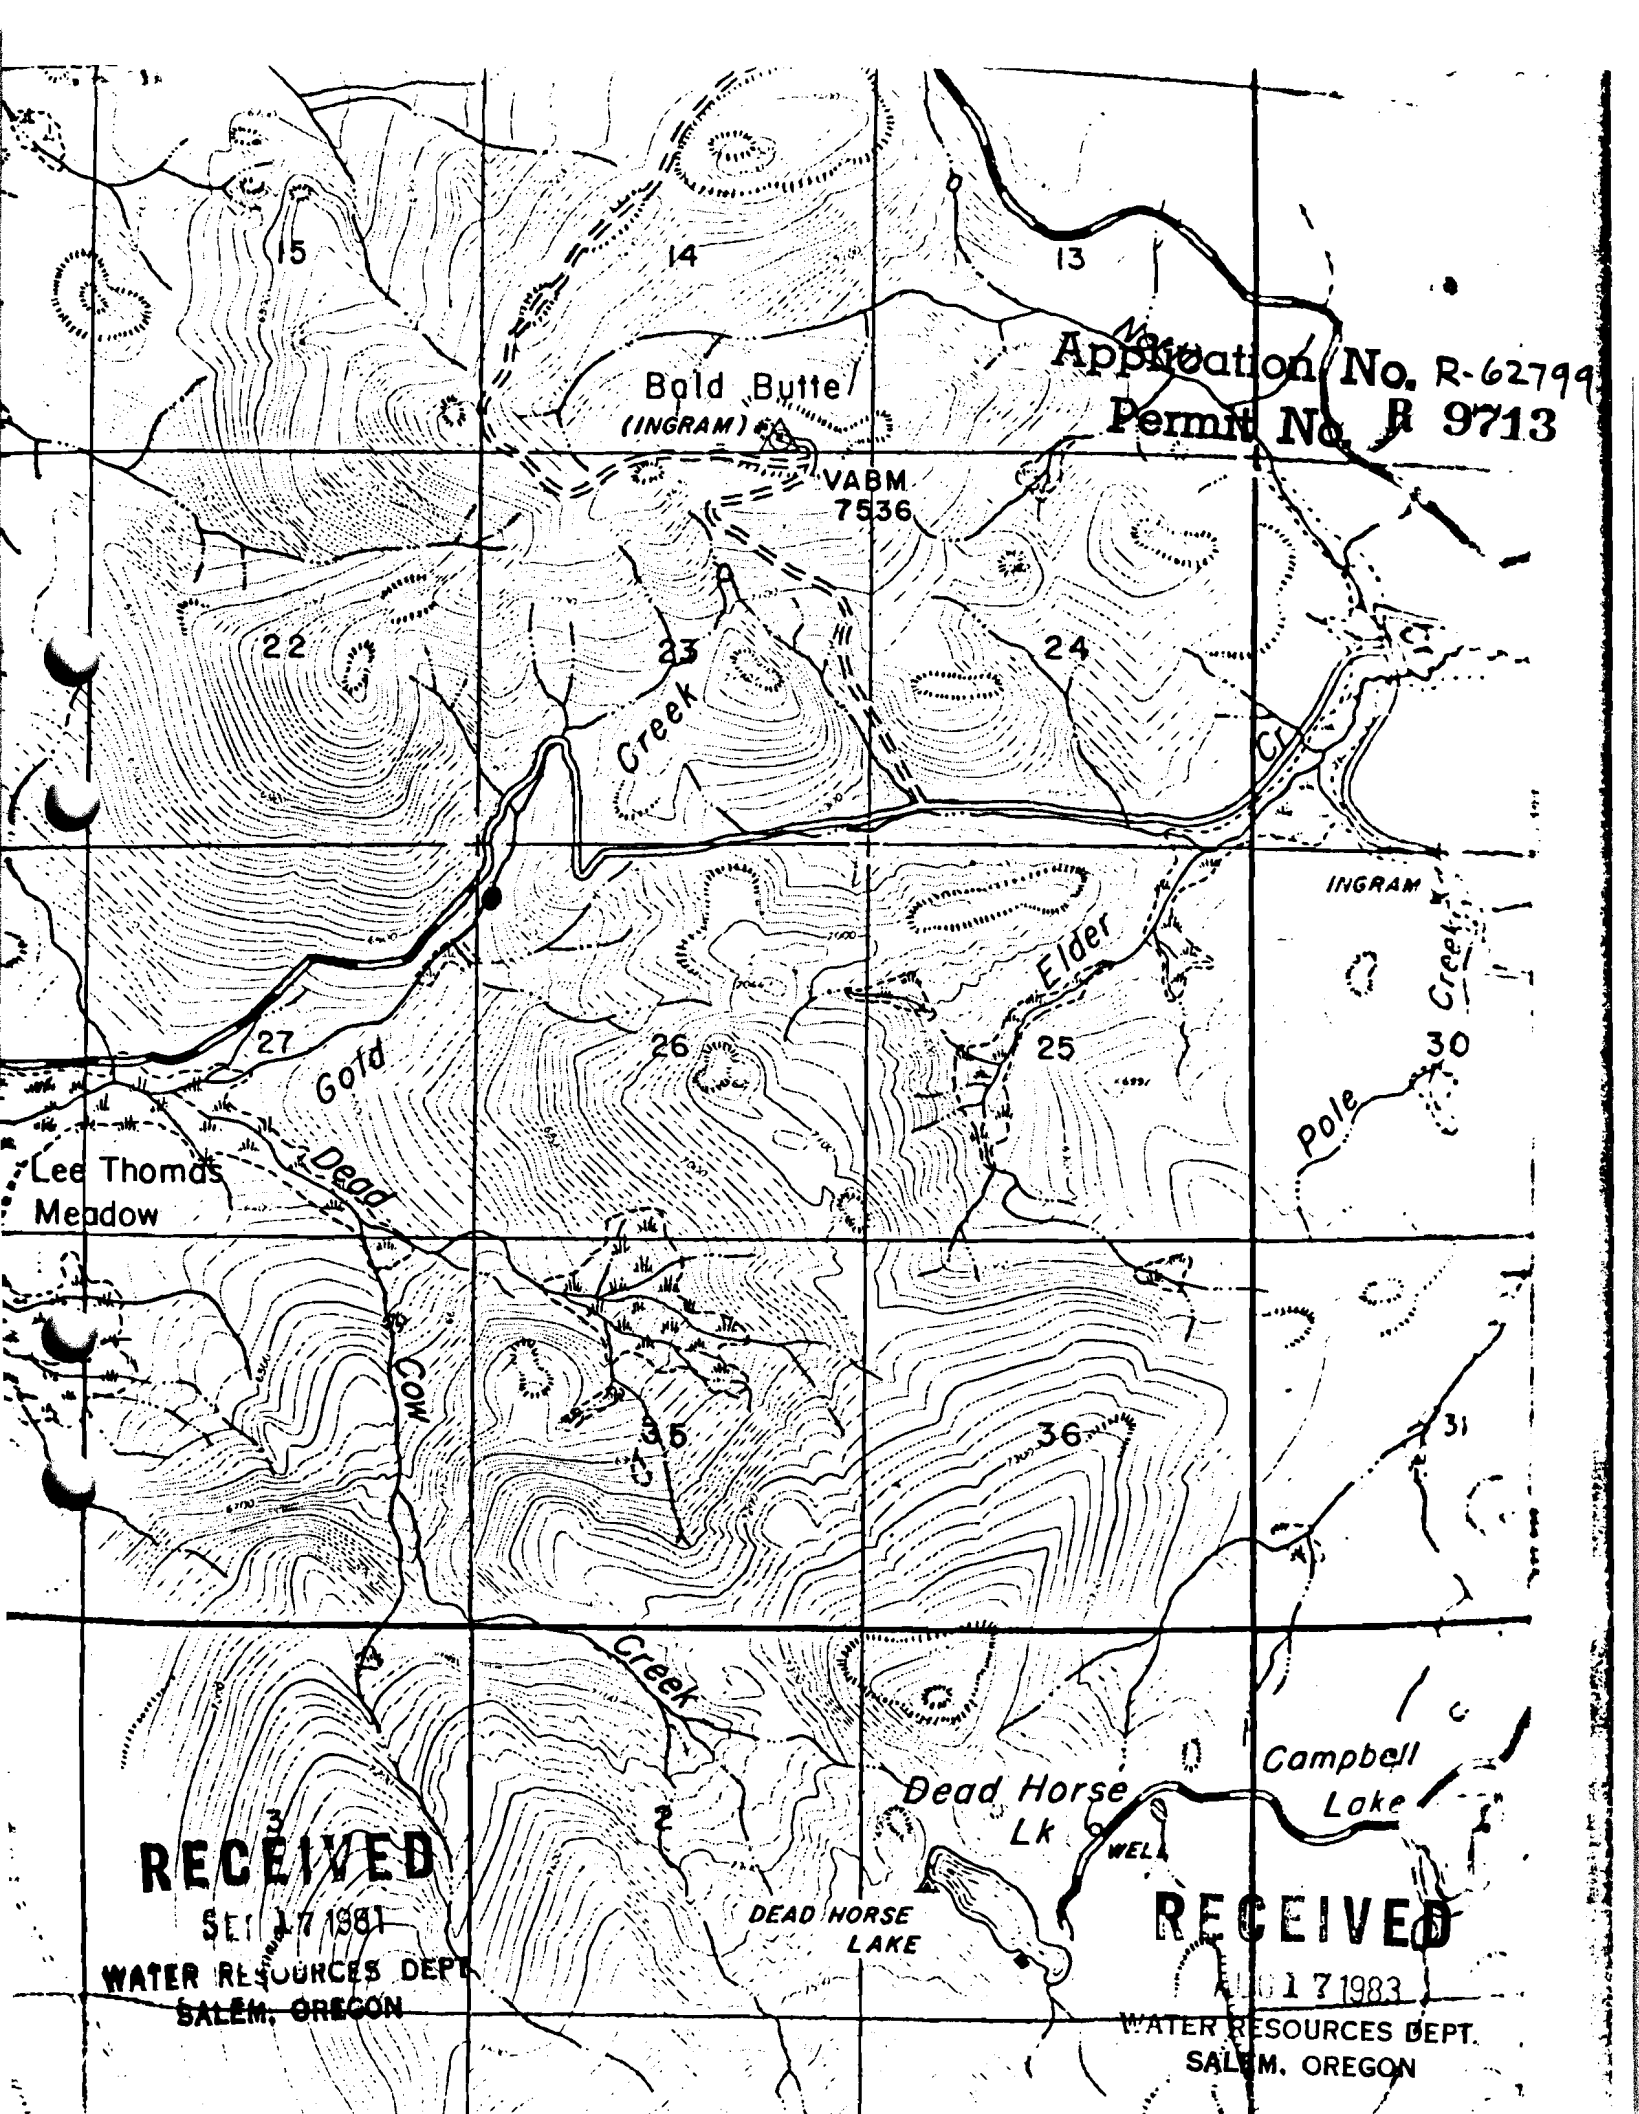 15
14
13
Application No. R-62799
Permit No. R 9713
Bald Butte
(INGRAM)
VABM
7536
22
23
24
Creek
Cr
INGRAM
Elder
Creek
27
26
25
30
Gold
Pole
Dead
Lee Thomas
Meadow
Cow
35
36
31
Creek
Campbell
Lake
Dead Horse
Lk
WELL
3
2
RECEIVED
17 1981
WATER RESOURCES DEPT
SALEM, OREGON
DEAD HORSE
LAKE
RECEIVED
17 1983
WATER RESOURCES DEPT.
SALEM, OREGON